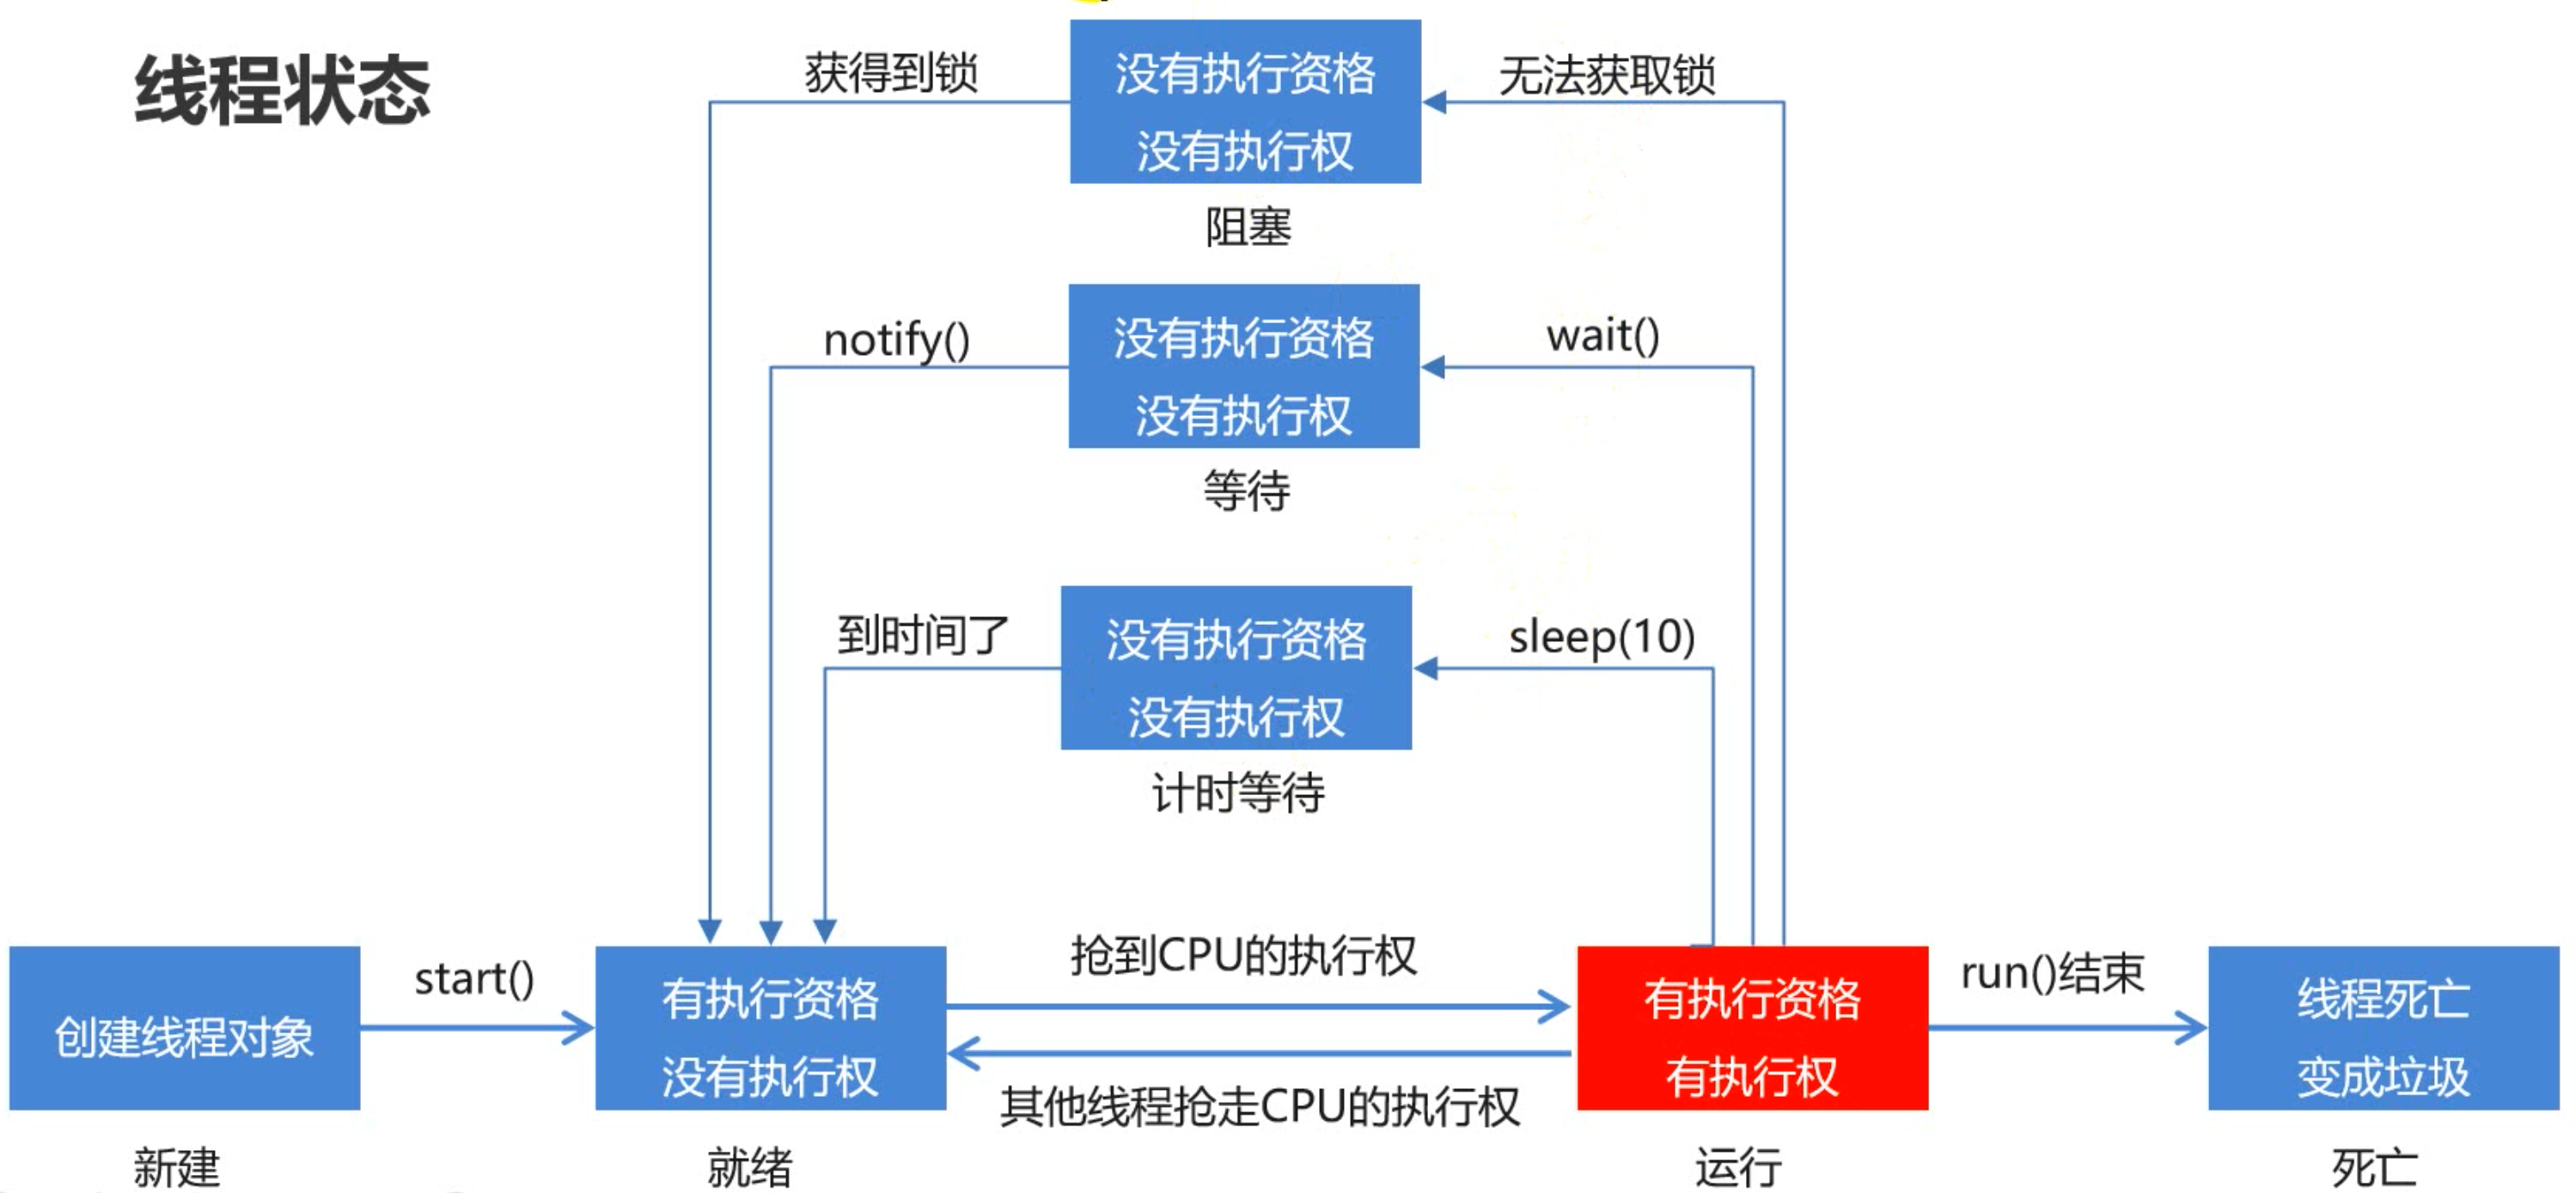 线程状态
获得到锁
没有执行资格
没有执行权
无法获取锁
阻塞
notify()
没有执行资格
没有执行权
wait()
等待
到时间了
没有执行资格
没有执行权
sleep(10)
计时等待
创建线程对象
新建
start()
有执行资格
没有执行权
就绪
抢到CPU的执行权
其他线程抢走CPU的执行权
有执行资格
有执行权
运行
run()结束
线程死亡
变成垃圾
死亡